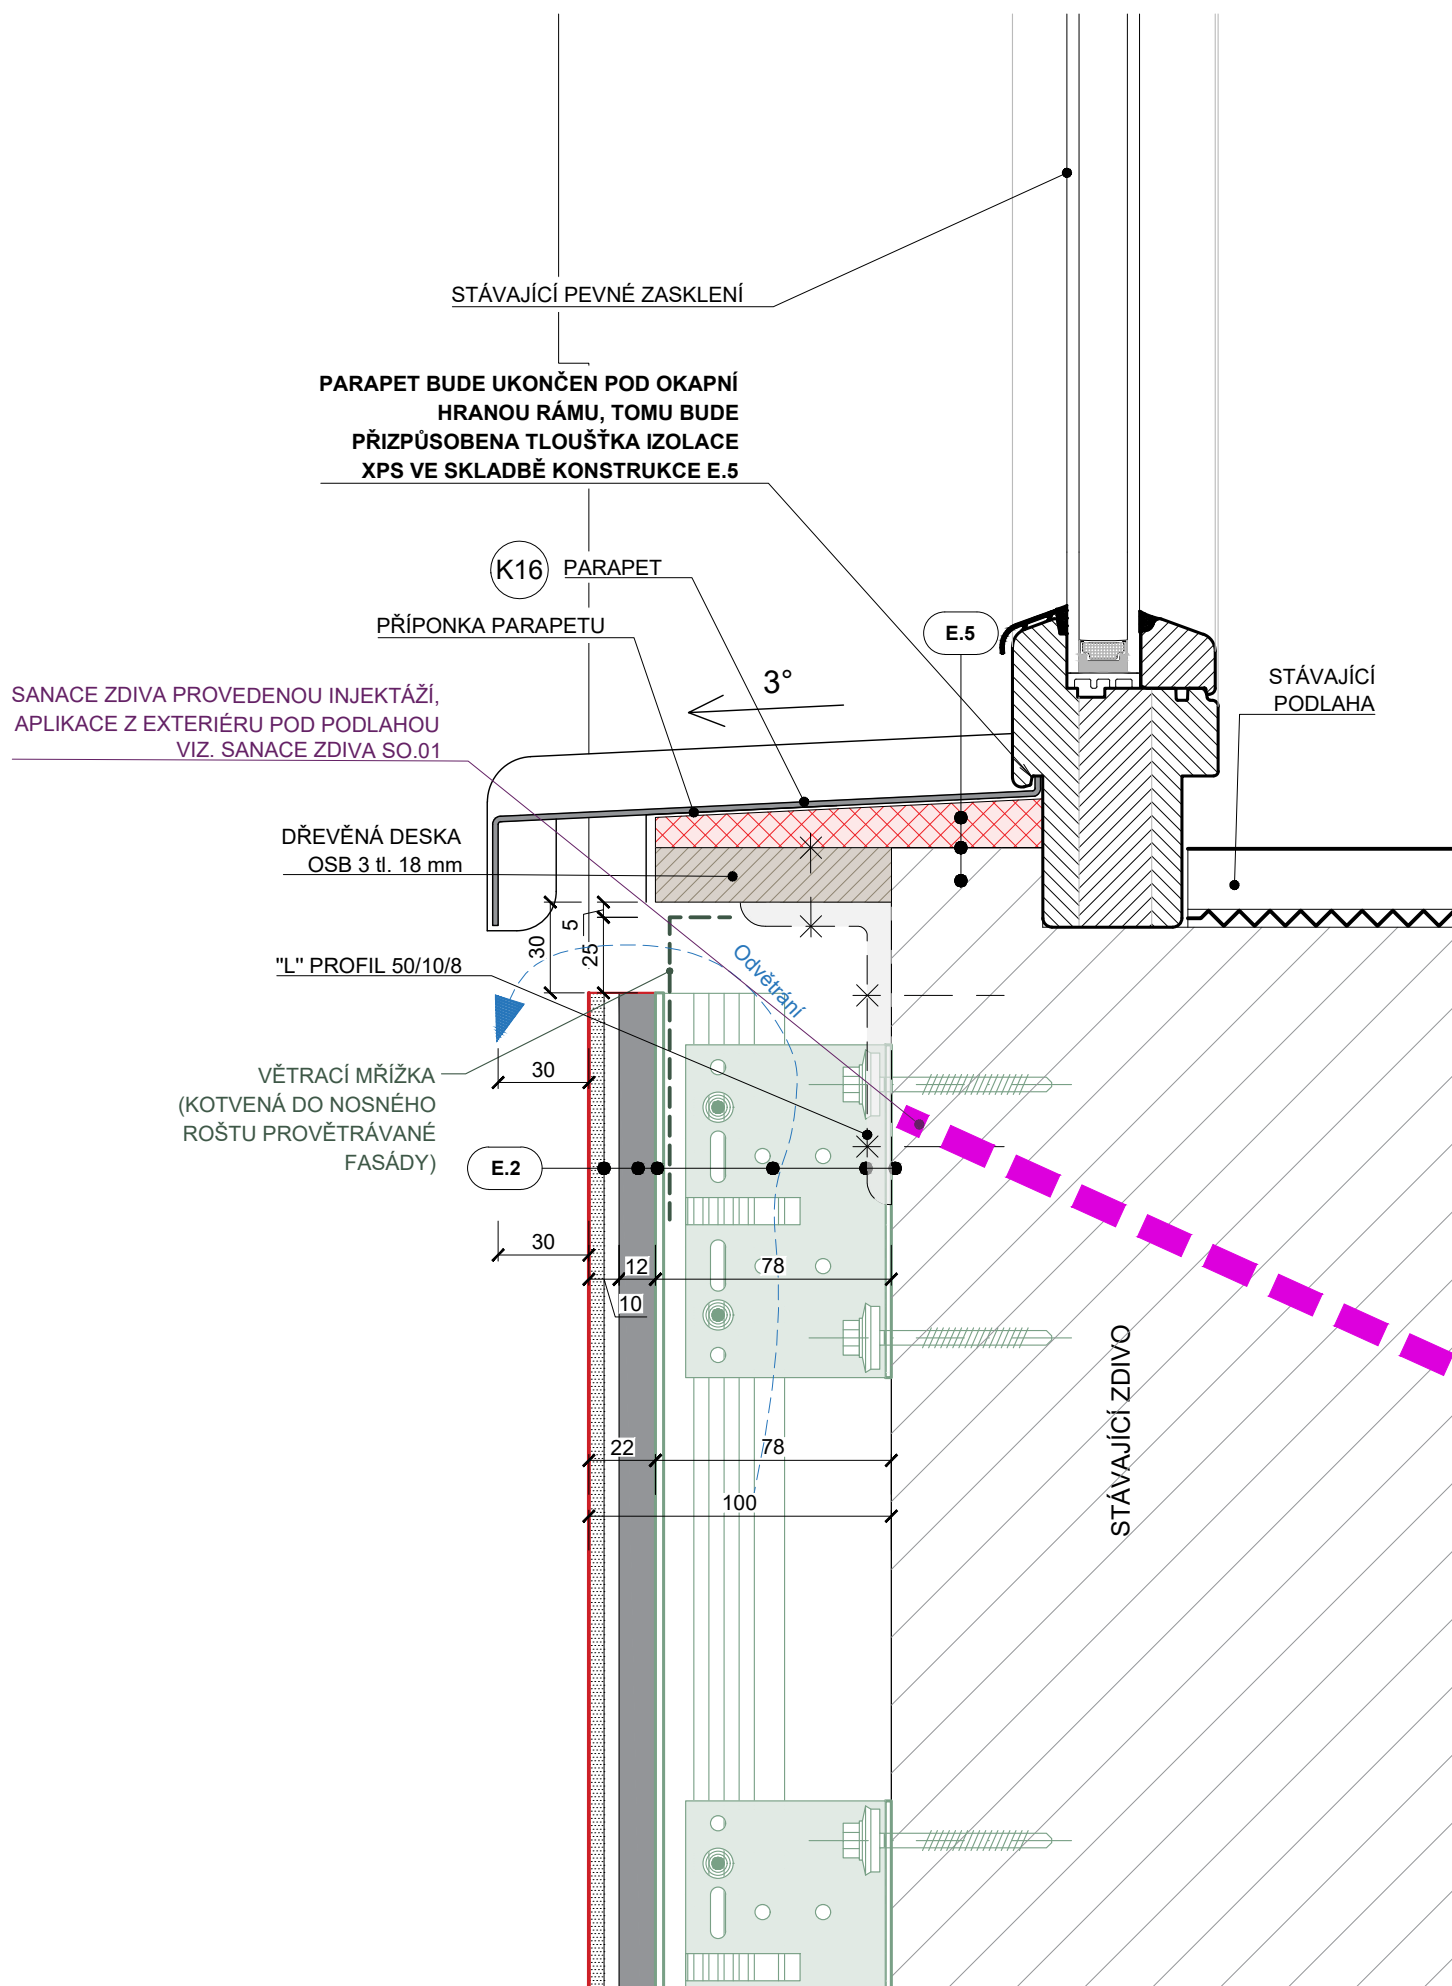 STÁVAJÍCÍ PEVNÉ ZASKLENÍ
PARAPET BUDE UKONČEN POD OKAPNÍ
HRANOU RÁMU, TOMU BUDE
PŘIZPŮSOBENA TLOUŠŤKA IZOLACE
XPS VE SKLADBĚ KONSTRUKCE E.5
K16
PARAPET
PŘÍPONKA PARAPETU
E.5
3°
STÁVAJÍCÍ
PODLAHA
SANACE ZDIVA PROVEDENOU INJEKTÁŽÍ,
APLIKACE Z EXTERIÉRU POD PODLAHOU
VIZ. SANACE ZDIVA SO.01
DŘEVĚNÁ DESKA
OSB 3 tl. 18 mm
5
30
25
Odvětrání
"L" PROFIL 50/10/8
VĚTRACÍ MŘÍŽKA
(KOTVENÁ DO NOSNÉHO
ROŠTU PROVĚTRÁVANÉ
FASÁDY)
30
E.2
30
12
78
10
STÁVAJÍCÍ ZDIVO
22
78
100